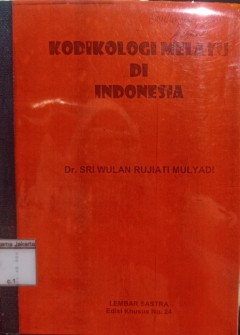 KODIKOLOGI MELAYU
DI
INDONESIA
Dr. SRI WULAN RUJIATI MULYADI
LEMBAR SASTRA
Edisi Khusus No. 24